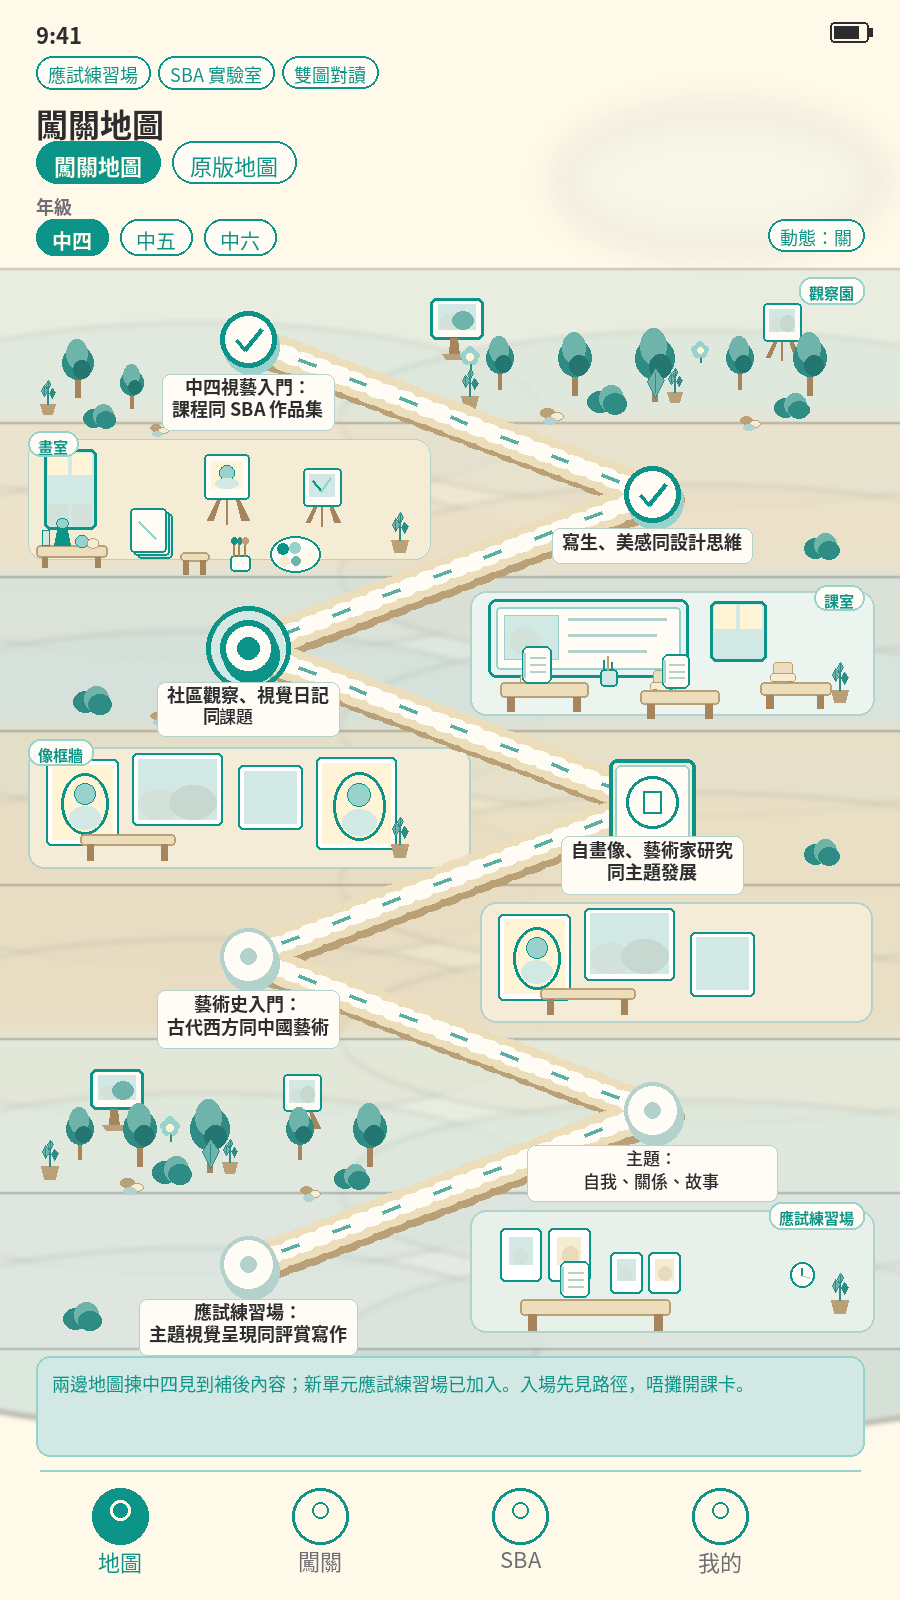 9:41
應試練習場
SBA 實驗室
雙圖對讀
闖關地圖
闖關地圖
原版地圖
年級
中四
中五
中六
動態：關
觀察園
中四視藝入門：
課程同 SBA 作品集
畫室
寫生、美感同設計思維
課室
社區觀察、視覺日記
同課題
像框牆
自畫像、藝術家研究
同主題發展
藝術史入門：
古代西方同中國藝術
主題：
自我、關係、故事
應試練習場
應試練習場：
主題視覺呈現同評賞寫作
兩邊地圖揀中四見到補後內容；新單元應試練習場已加入。入場先見路徑，唔攤開課卡。
地圖
闖關
SBA
我的